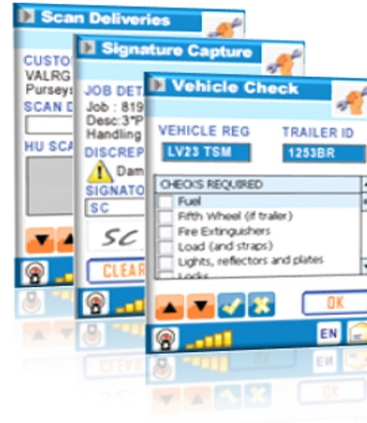 Scan Deliveries
CUSTO
VALRG
Purseys
SCAN D
HU SCA
Signature Capture
JOB DET
Job : 819
Desc:3*P
Handling
DISCREP
Dam
SIGNATO
SC
SC
CLEAR
Vehicle Check
VEHICLE REG
TRAILER ID
LV23 TSM
1253BR
CHECKS REQUIRED
Fuel
Fifth Wheel (if trailer)
Fire Extinguishers
Load (and straps)
Lights, reflectors and plates
Locks
OK
EN